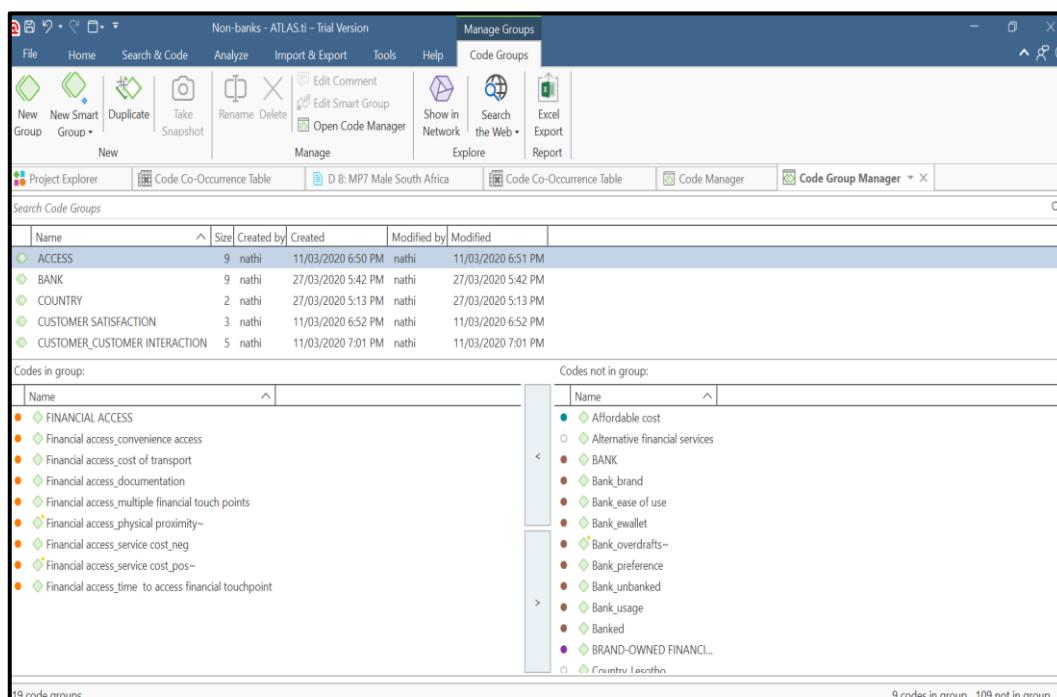 Non-banks - ATLAS.ti – Trial Version
Manage Groups
File Home Search & Code Analyze Import & Export Tools Help Code Groups
New Group
New Smart Group
Duplicate
Take Snapshot
Rename
Delete
Edit Comment
Edit Smart Group
Open Code Manager
Show in Network
Search the Web
Excel Export
New Manage Explore Report
Project Explorer Code Co-Occurrence Table D 8: MP7 Male South Africa Code Co-Occurrence Table Code Manager Code Group Manager
Search Code Groups
Name Size Created by Created Modified by Modified
ACCESS 9 nathi 11/03/2020 6:50 PM nathi 11/03/2020 6:51 PM
BANK 9 nathi 27/03/2020 5:42 PM nathi 27/03/2020 5:42 PM
COUNTRY 2 nathi 27/03/2020 5:13 PM nathi 27/03/2020 5:13 PM
CUSTOMER SATISFACTION 3 nathi 11/03/2020 6:52 PM nathi 11/03/2020 6:52 PM
CUSTOMER_CUSTOMER INTERACTION 5 nathi 11/03/2020 7:01 PM nathi 11/03/2020 7:01 PM
Codes in group:
Name
FINANCIAL ACCESS
Financial access_convenience access
Financial access_cost of transport
Financial access_documentation
Financial access_multiple financial touch points
Financial access_physical proximity~
Financial access_service cost_neg
Financial access_service cost_pos~
Financial access_time to access financial touchpoint
Codes not in group:
Name
Affordable cost
Alternative financial services
BANK
Bank_brand
Bank_ease of use
Bank_ewallet
Bank_overdrafts~
Bank_preference
Bank_unbanked
Bank_usage
Banked
BRAND-OWNED FINANCI...
Country Lesotho
19 code groups
9 codes in group, 109 not in group